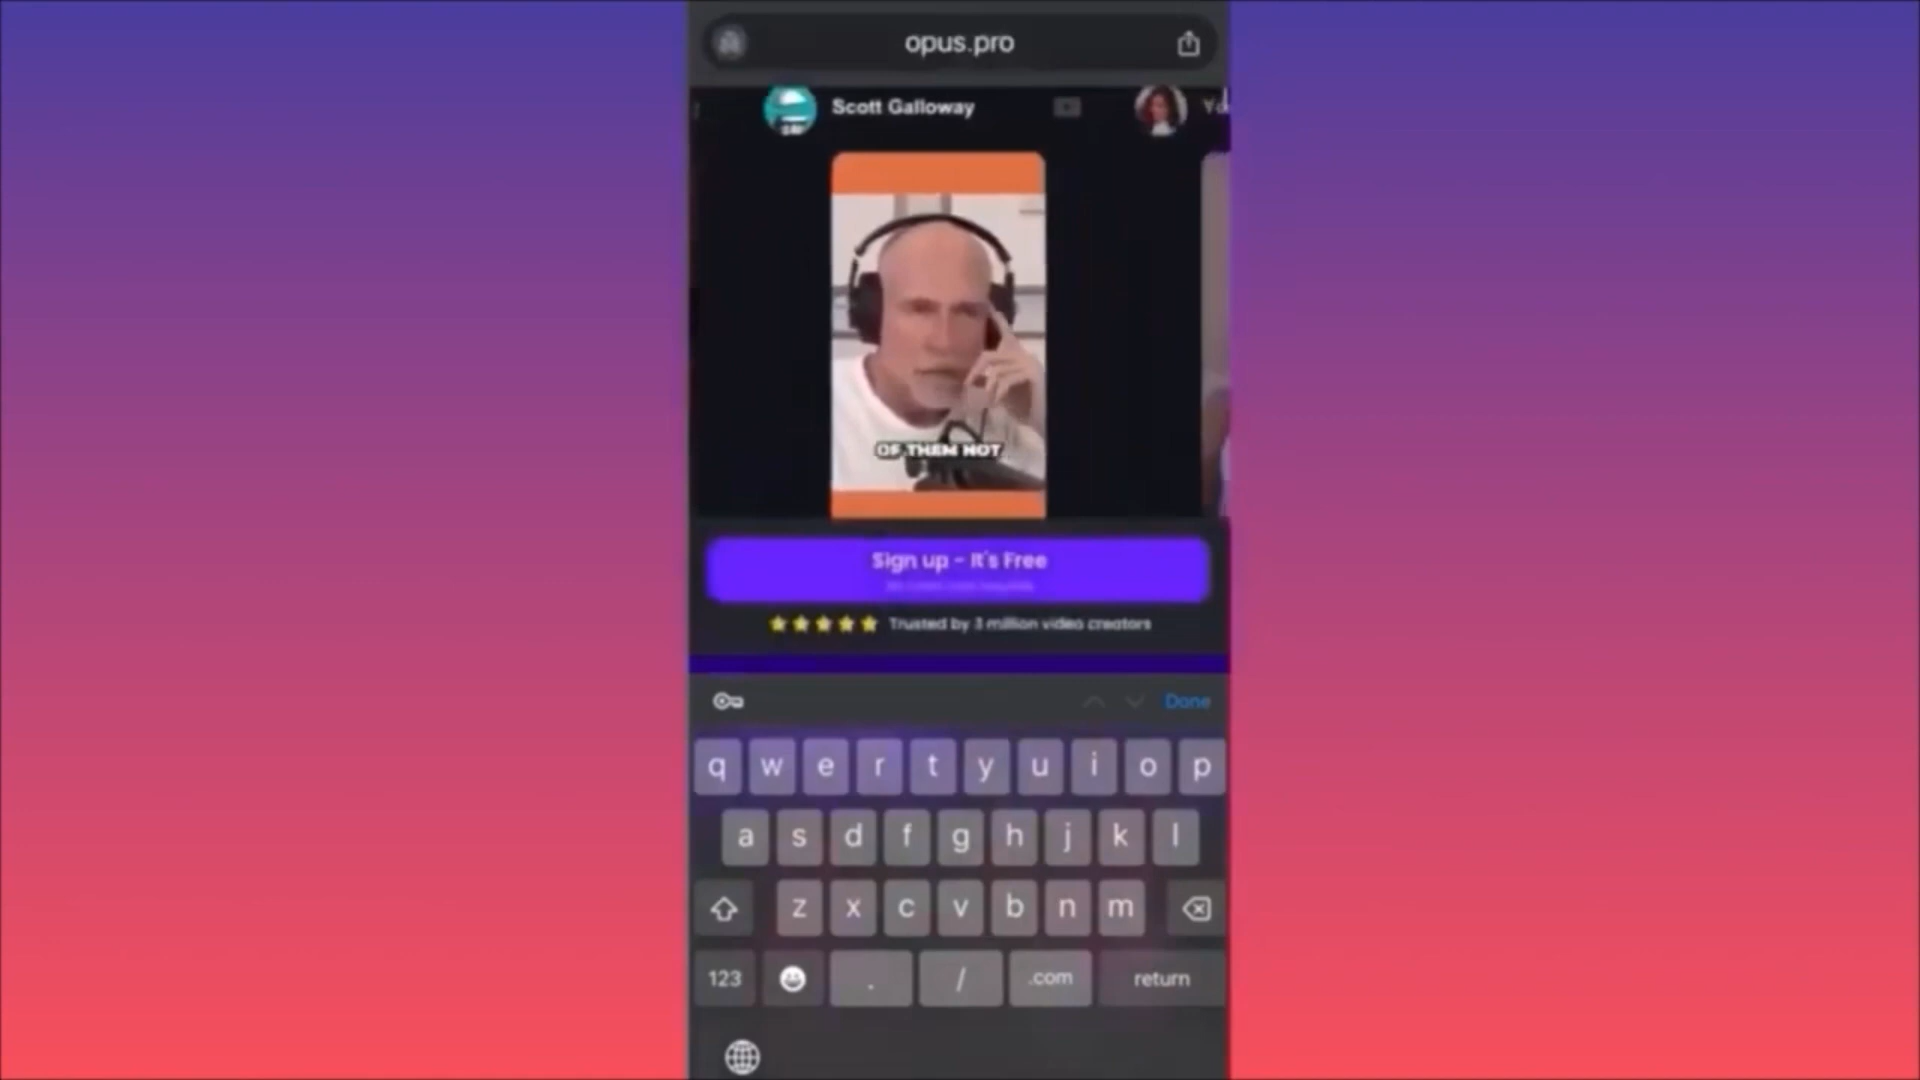 opus.pro
Scott Galloway
OF THEM NOT
Sign up - It's Free
Trusted by 3 million video creators
Done
q w e r t y u i o p
a s d f g h j k l
z x c v b n m
123 . / .com return